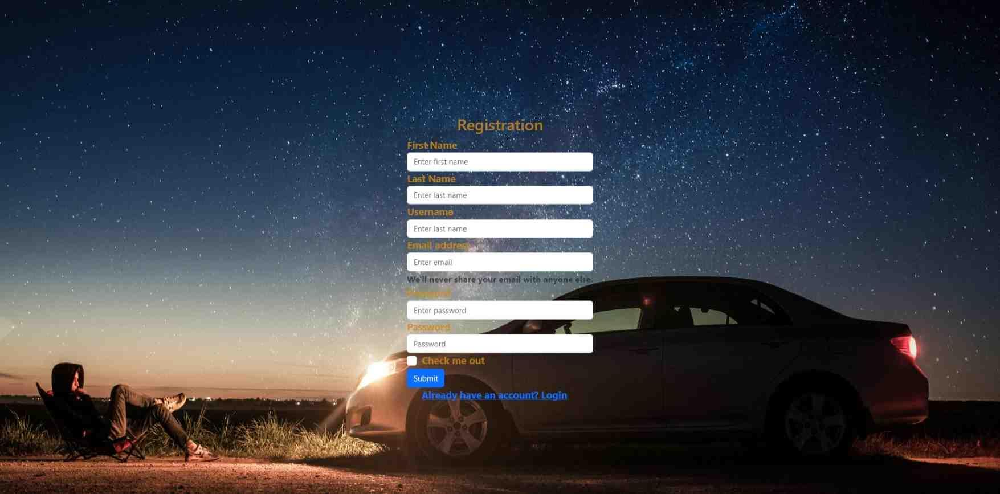 Registration
First Name
Enter first name
Last Name
Enter last name
Username
Enter last name
Email address
Enter email
We'll never share your email with anyone else.
Password
Enter password
Password
Password
Check me out
Submit
Already have an account? Login